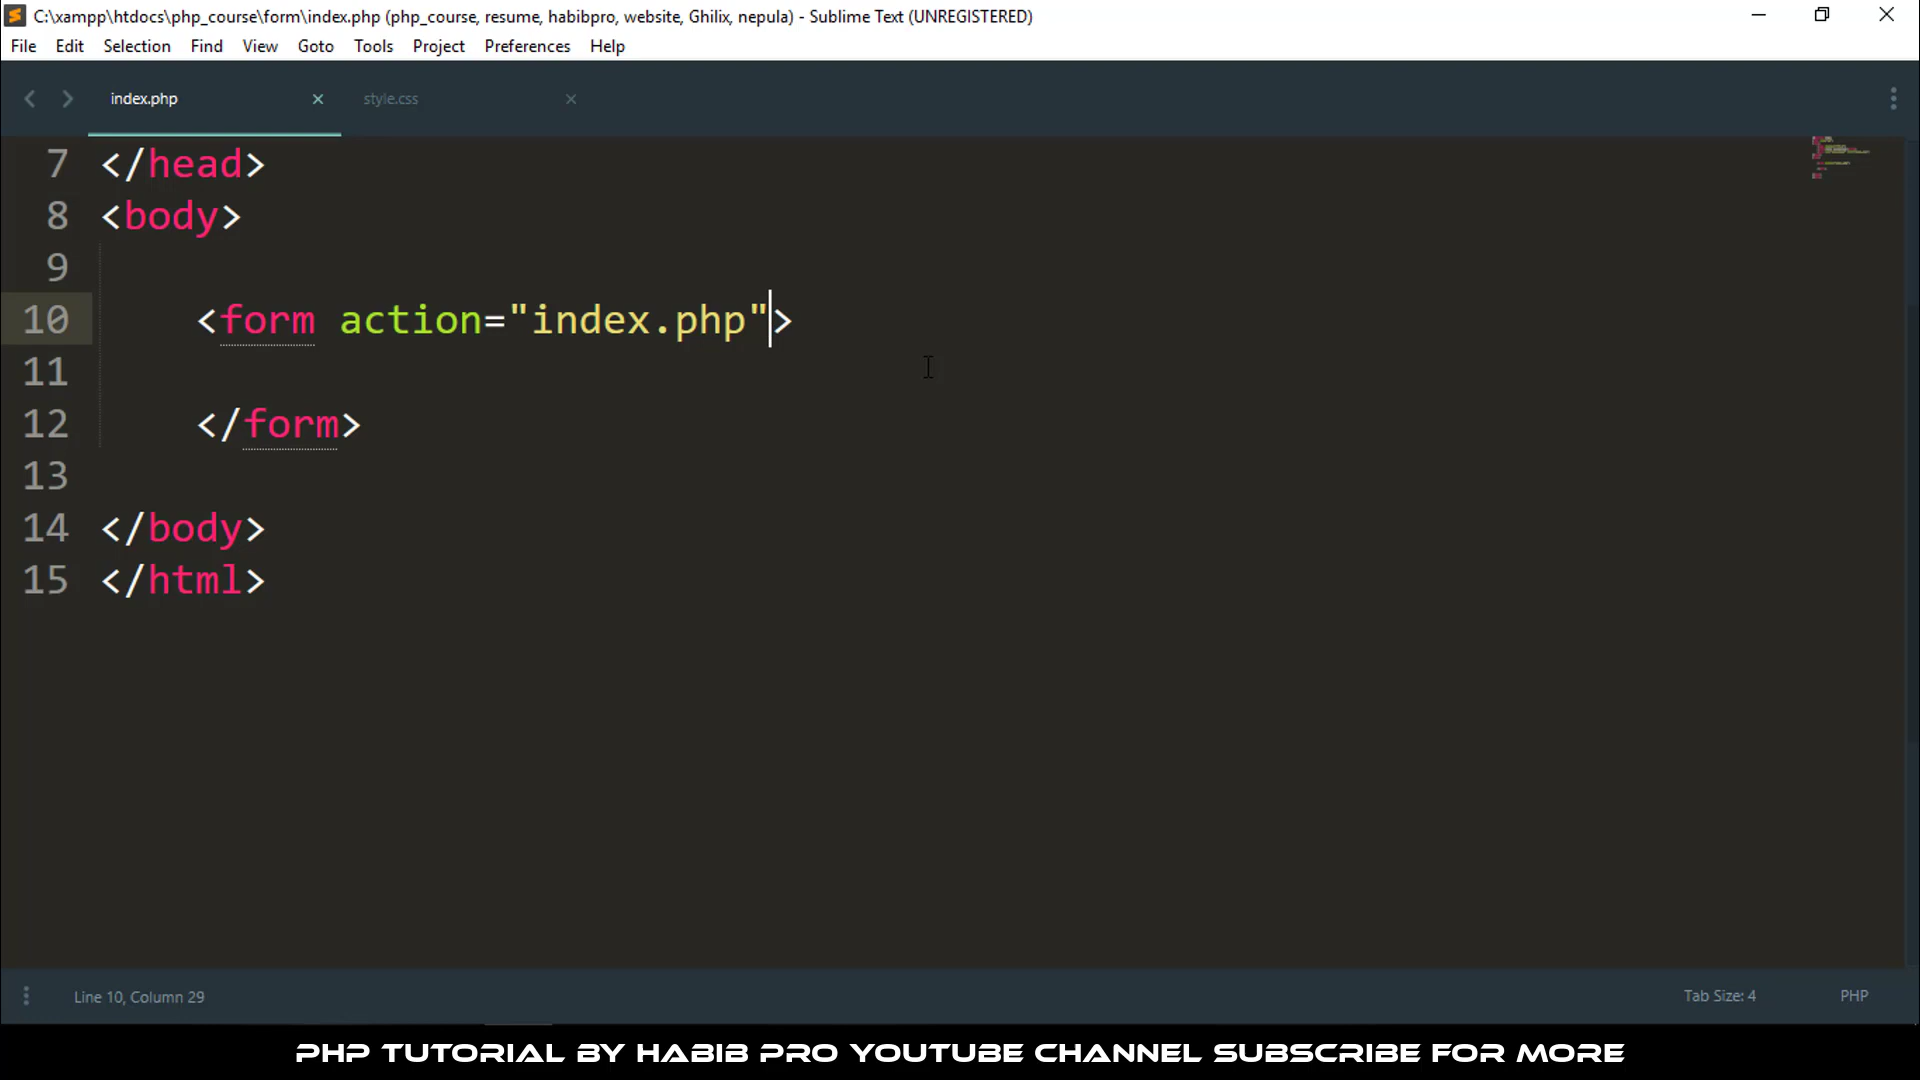 C:\xampp\htdocs\php_course\form\index.php (php_course, resume, habibpro, website, Ghilix, nepula) - Sublime Text (UNREGISTERED)
File Edit Selection Find View Goto Tools Project Preferences Help
index.php × style.css ×
7 </head>
8 <body>
9
10 <form action="index.php">
11
12 </form>
13
14 </body>
15 </html>
Line 10, Column 29 Tab Size: 4 PHP
PHP TUTORIAL BY HABIB PRO YOUTUBE CHANNEL SUBSCRIBE FOR MORE